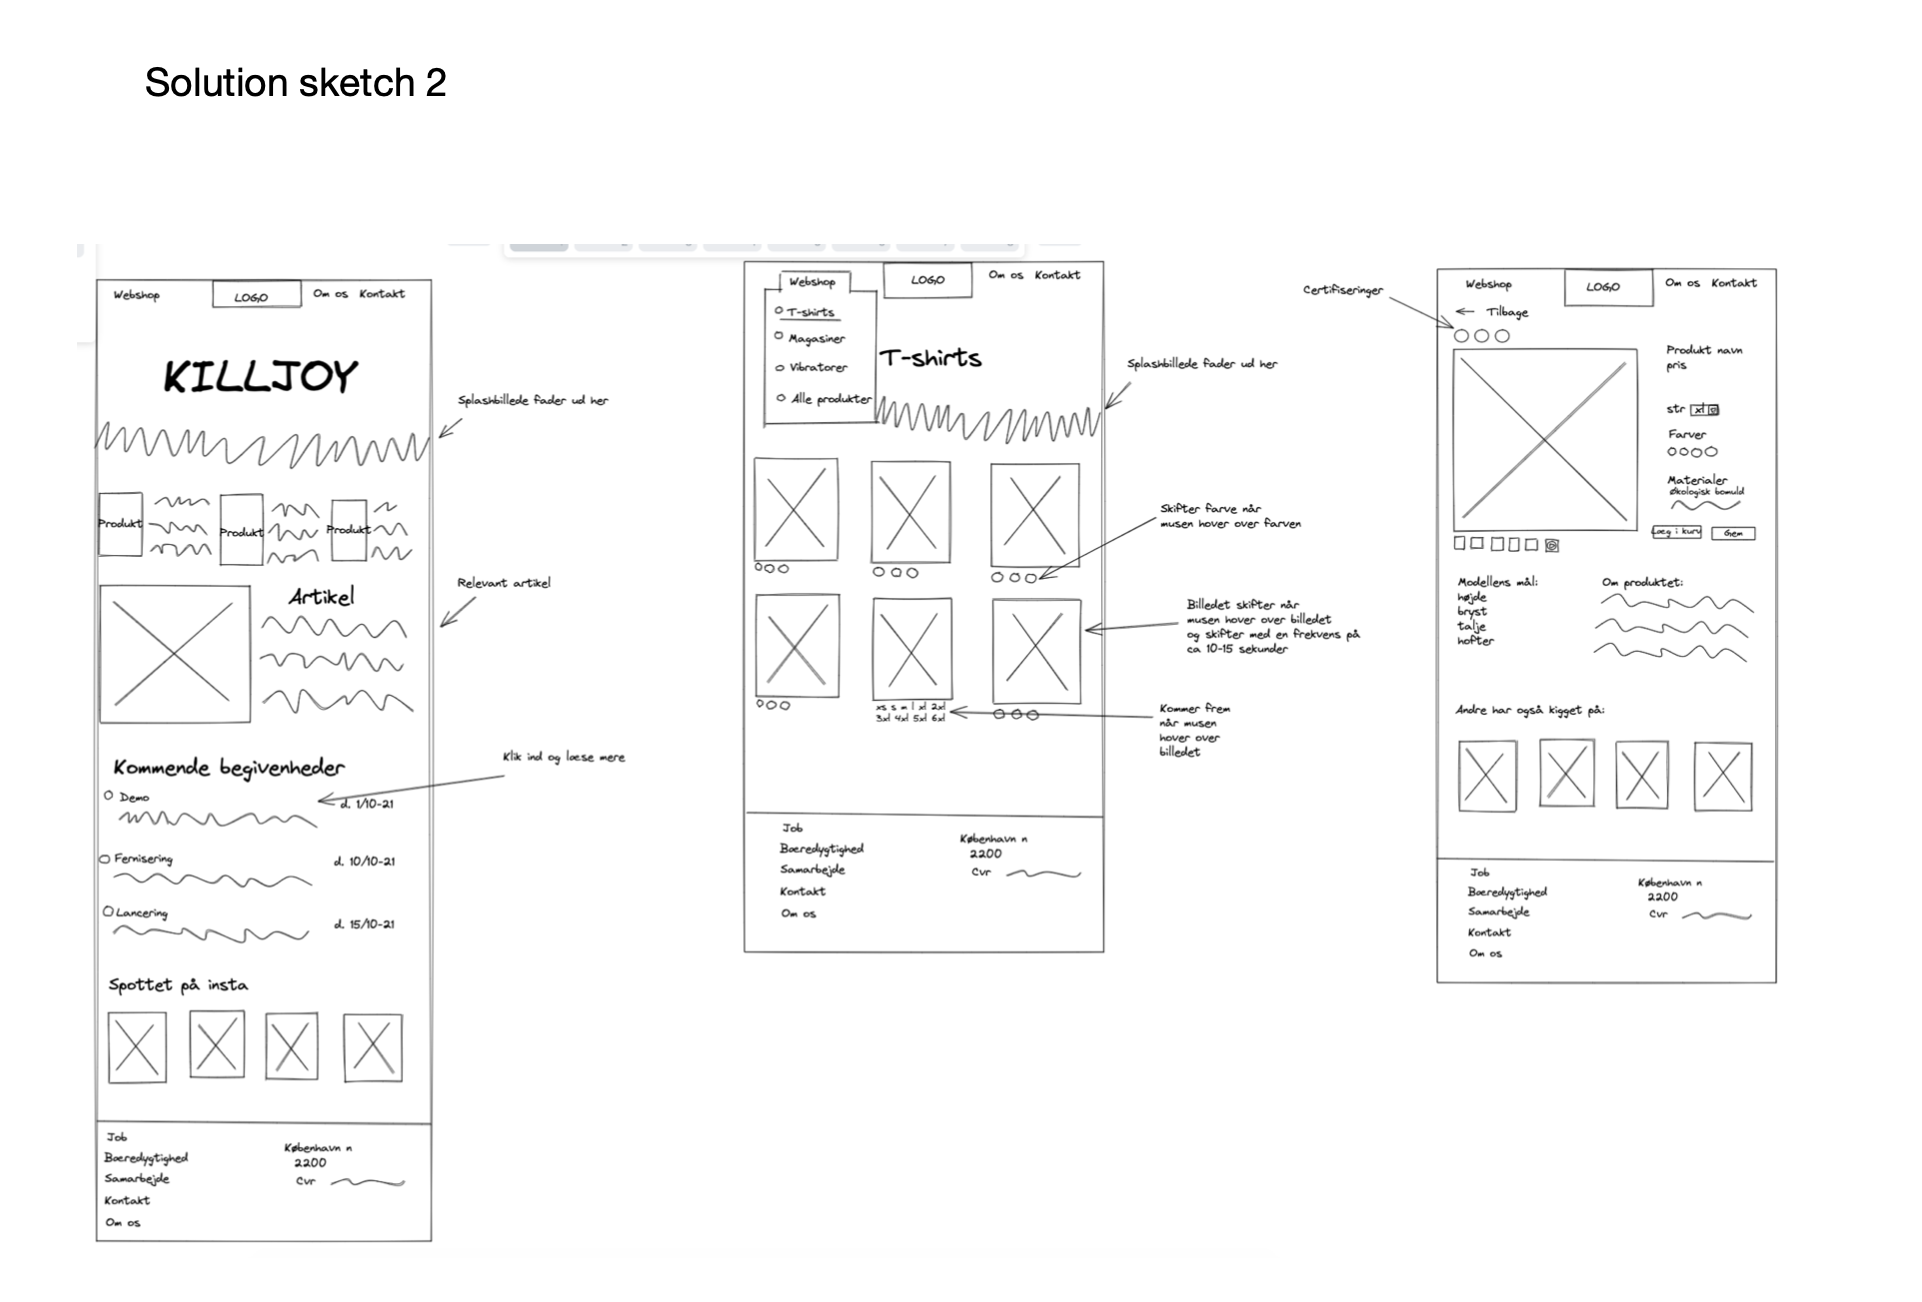 Solution sketch 2
Webshop
LOGO
Om os Kontakt
KILLJOY
Splashbillede fader ud her
Produkt
Produkt
Produkt
Artikel
Relevant artikel
Kommende begivenheder
Klik ind og læse mere
Demo
d. 1/10-21
Fernisering
d. 10/10-21
Lancering
d. 15/10-21
Spottet på insta
Job
Bæredygtighed
Samarbejde
Kontakt
Om os
København n
2200
Cvr
Webshop
LOGO
Om os Kontakt
T-shirts
Magasiner
Vibratorer
Alle produkter
T-shirts
Splashbillede fader ud her
Skifter farve når
musen hover over farven
Billedet skifter når
musen hover over billedet
og skifter med en frekvens på
ca 10-15 sekunder
xs s m l xl 2xl
3xl 4xl 5xl 6xl
Kommer frem
når musen
hover over
billedet
Job
Bæredygtighed
Samarbejde
Kontakt
Om os
København n
2200
Cvr
Certifiseringer
Webshop
LOGO
Om os Kontakt
← Tilbage
Produkt navn
pris
str xl
Farver
Materialer
Økologisk bomuld
Læg i kurv
Gem
Modellens mål:
højde
bryst
talje
hofter
Om produktet:
Andre har også kigget på:
Job
Bæredygtighed
Samarbejde
Kontakt
Om os
København n
2200
Cvr